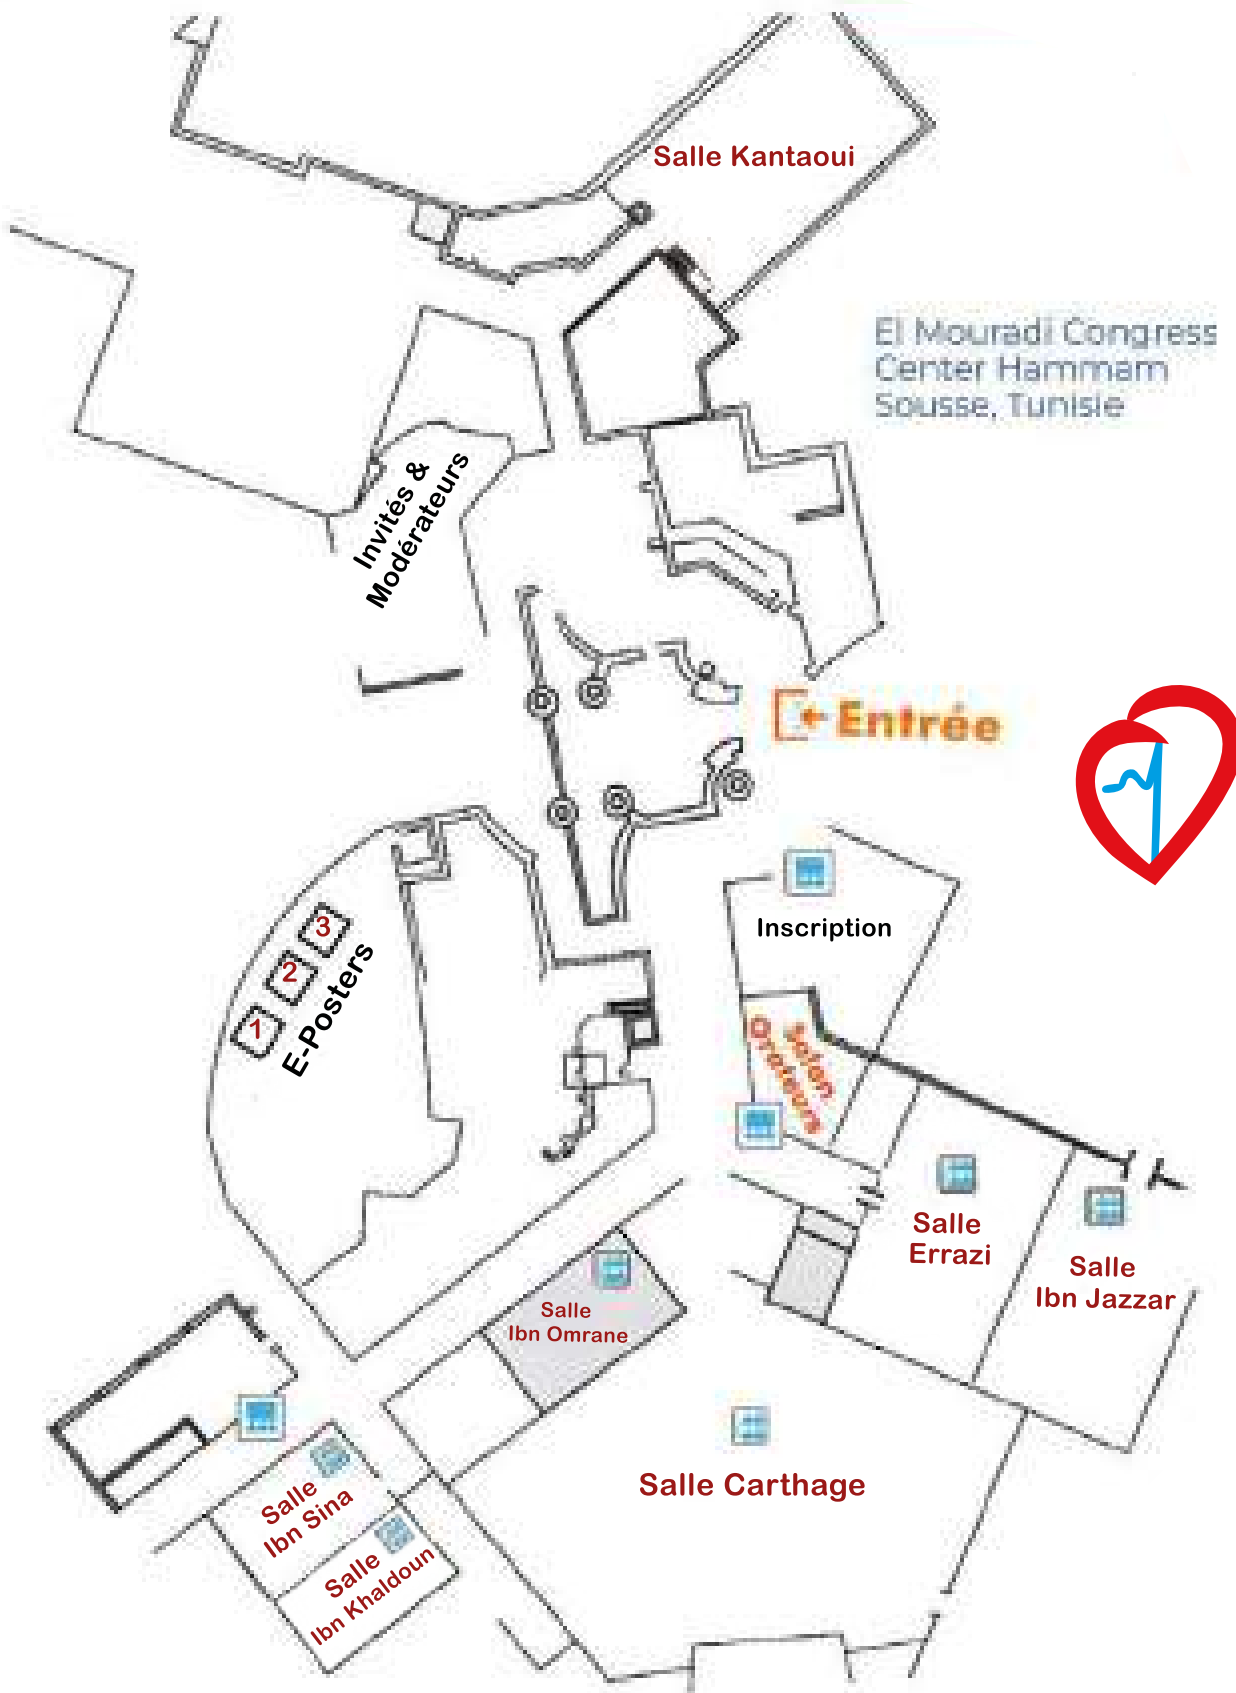 Salle Kantaoui
El Mouradi Congress
Center Hammam
Sousse, Tunisie
Invités &
Modérateurs
Entrée
3
2
1
E-Posters
Inscription
Salon
Orateurs
Salle
Errazi
Salle
Ibn Jazzar
Salle
Ibn Omrane
Salle Carthage
Salle
Ibn Sina
Salle
Ibn Khaldoun